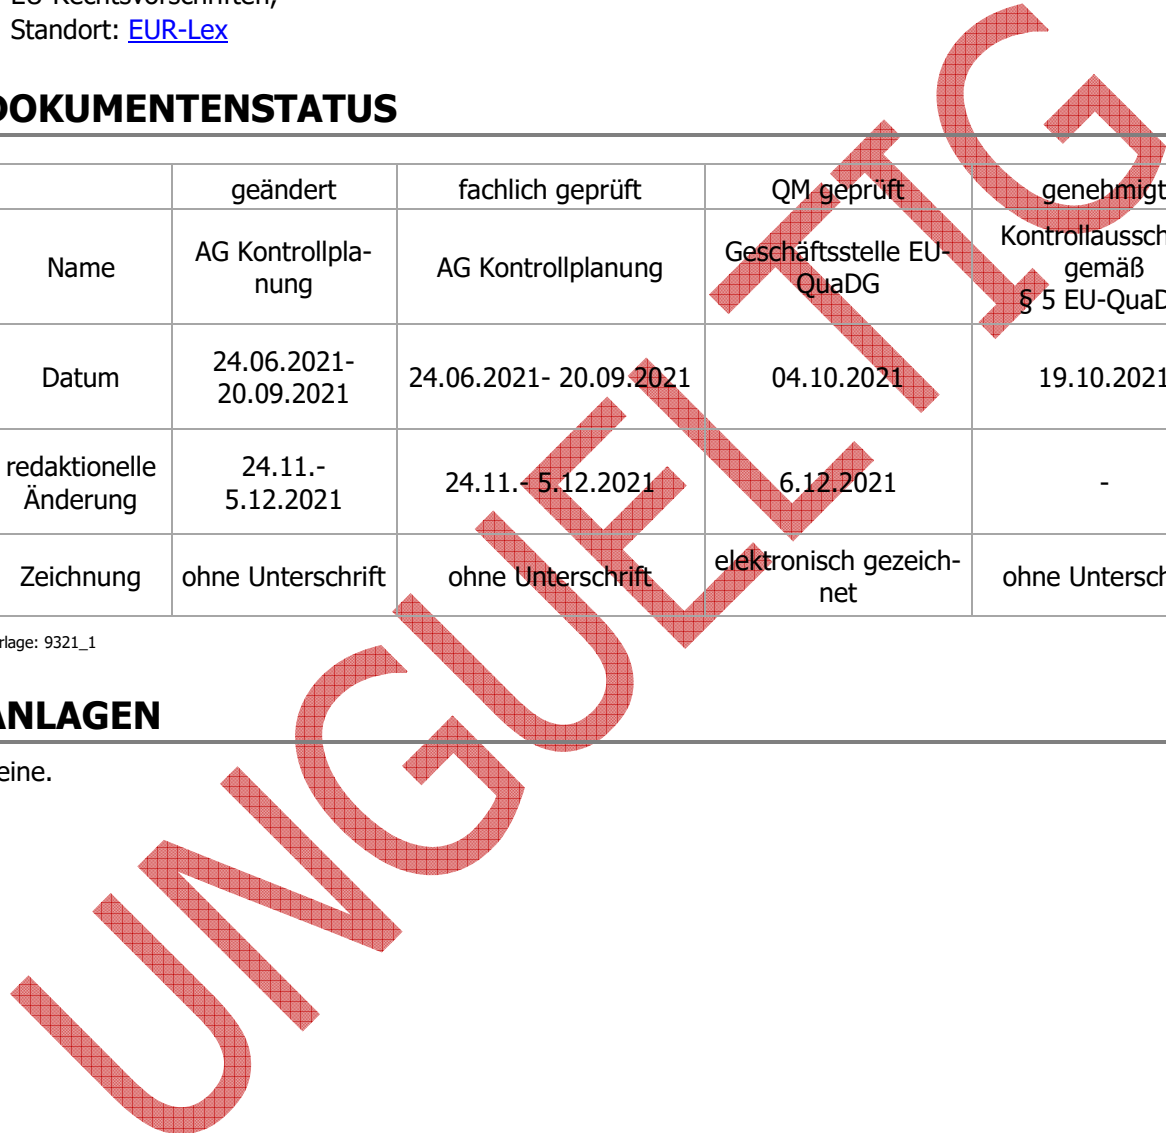 EU-Rechtsvorschriften,
Standort: EUR-Lex
DOKUMENTENSTATUS
geändert fachlich geprüft QM geprüft genehmigt
Name AG Kontrollpla-
nung AG Kontrollplanung Geschäftsstelle EU-
QuaDG Kontrollaussch
gemäß
§ 5 EU-QuaD
Datum 24.06.2021-
20.09.2021 24.06.2021- 20.09.2021 04.10.2021 19.10.2021
redaktionelle
Änderung 24.11.-
5.12.2021 24.11.- 5.12.2021 6.12.2021 -
Zeichnung ohne Unterschrift ohne Unterschrift elektronisch gezeich-
net ohne Untersch
rlage: 9321_1
ANLAGEN
eine.
UNGUELTIG